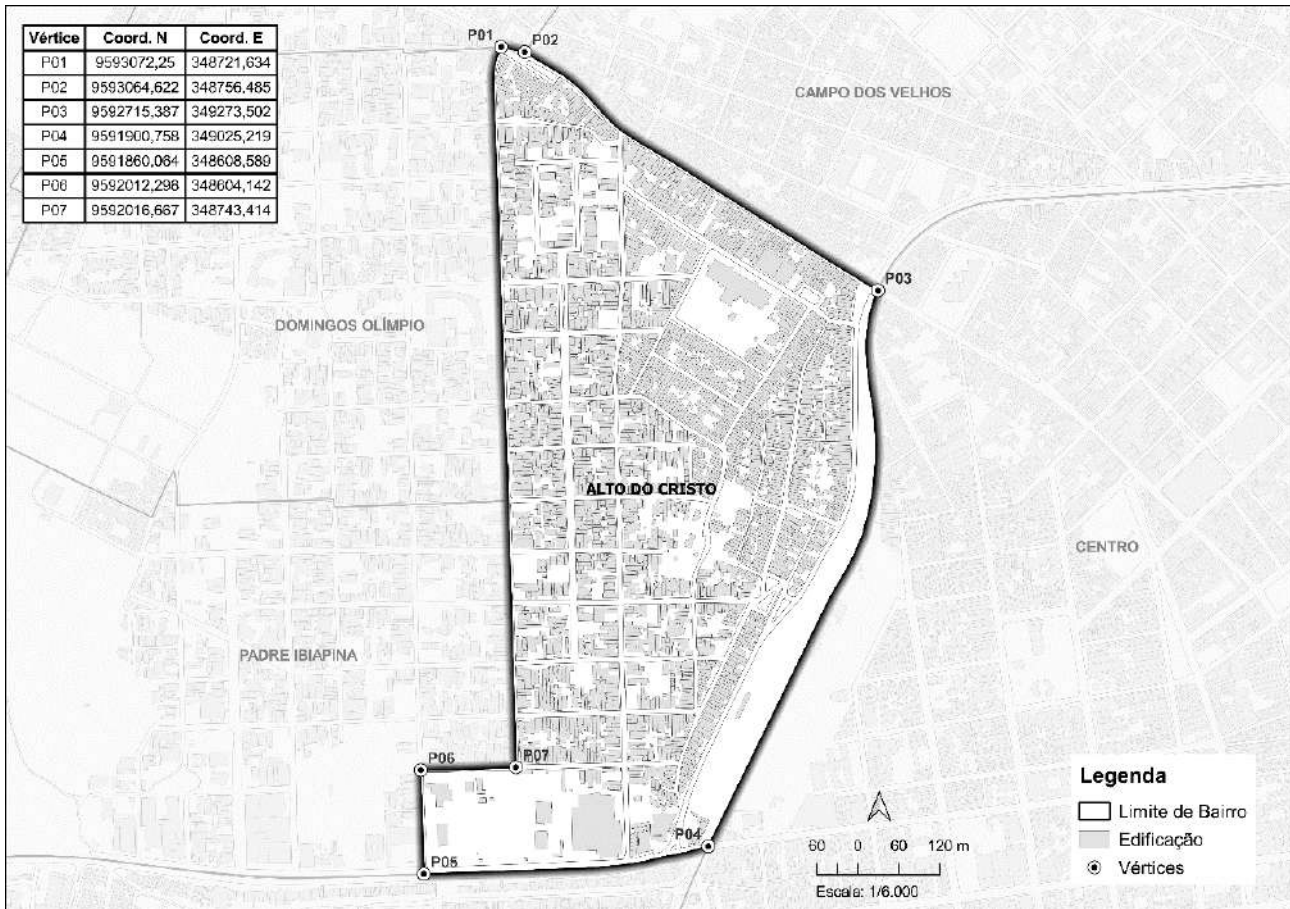 Vértice Coord. N Coord. E
P01 9593072,25 348721,634
P02 9593064,622 348756,485
P03 9592715,387 349273,502
P04 9591900,758 349025,219
P05 9591860,064 348608,589
P06 9592012,298 348604,142
P07 9592016,667 348743,414
P01
P02
CAMPO DOS VELHOS
P03
DOMINGOS OLÍMPIO
ALTO DO CRISTO
CENTRO
PADRE IBIAPINA
P06
P07
P04
P05
60 0 60 120 m
Escala: 1/6.000
Legenda
Limite de Bairro
Edificação
Vértices